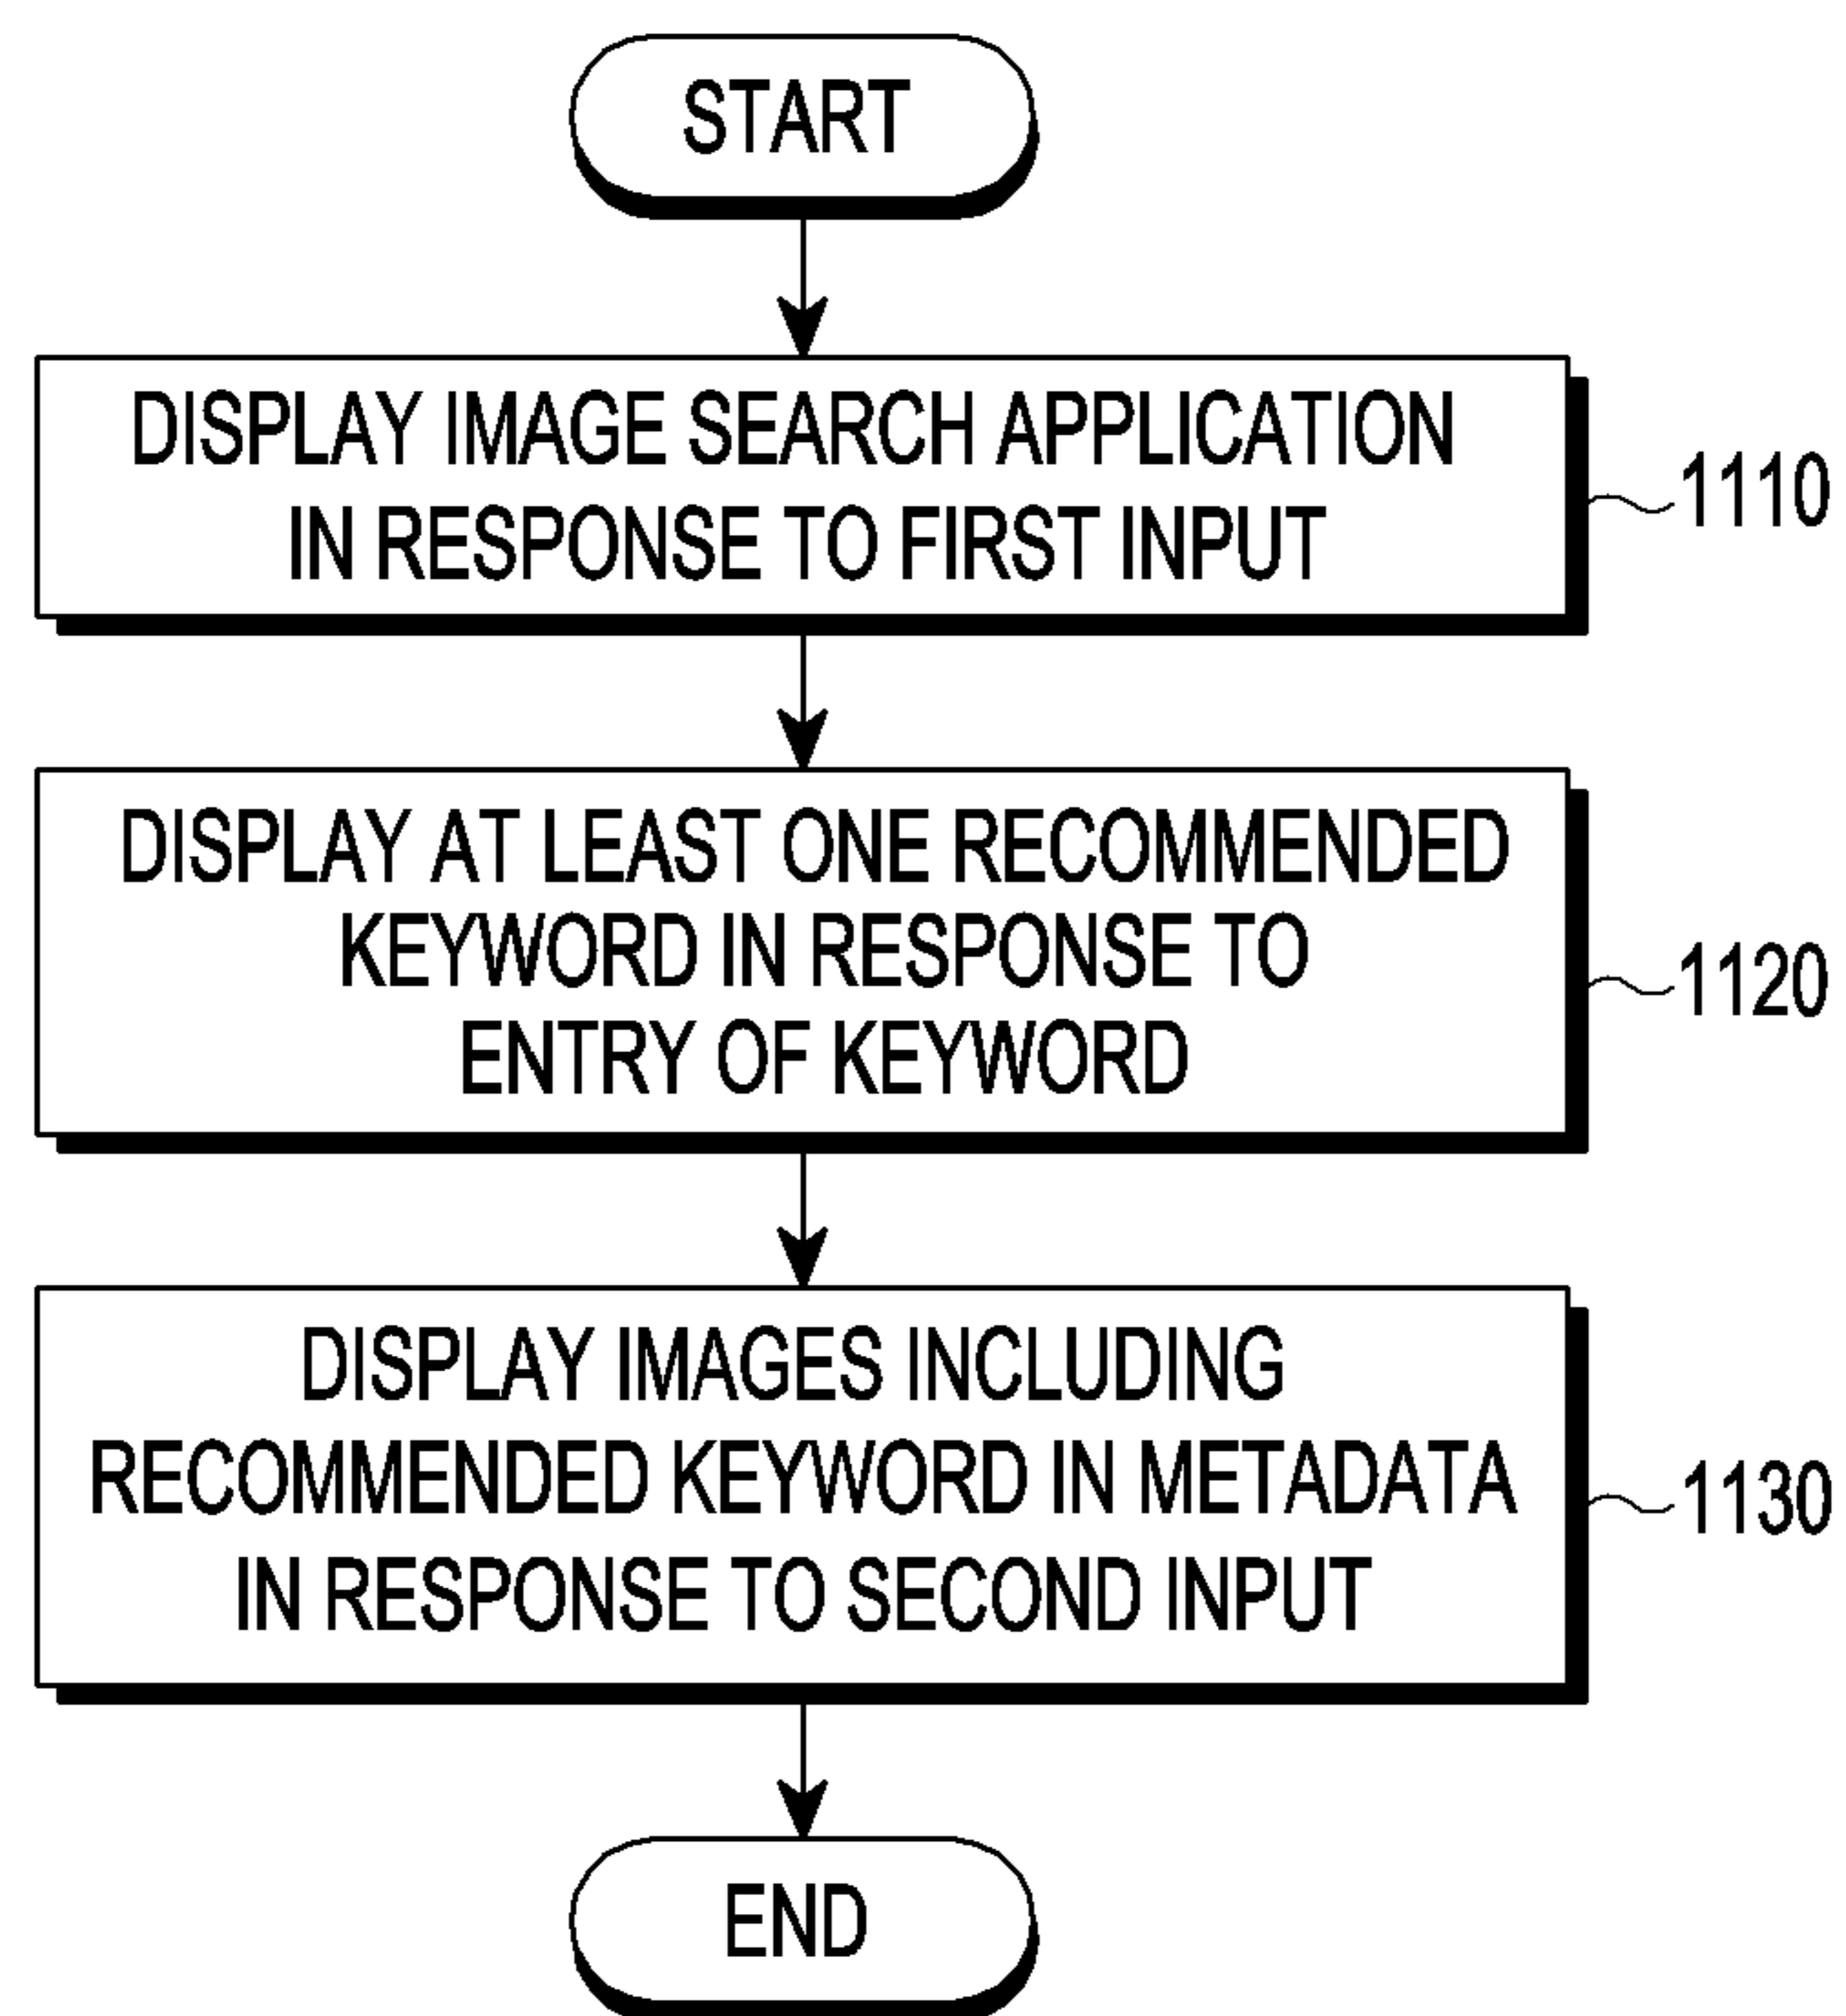 START
DISPLAY IMAGE SEARCH APPLICATION
IN RESPONSE TO FIRST INPUT
1110
DISPLAY AT LEAST ONE RECOMMENDED
KEYWORD IN RESPONSE TO
ENTRY OF KEYWORD
1120
DISPLAY IMAGES INCLUDING
RECOMMENDED KEYWORD IN METADATA
IN RESPONSE TO SECOND INPUT
1130
END